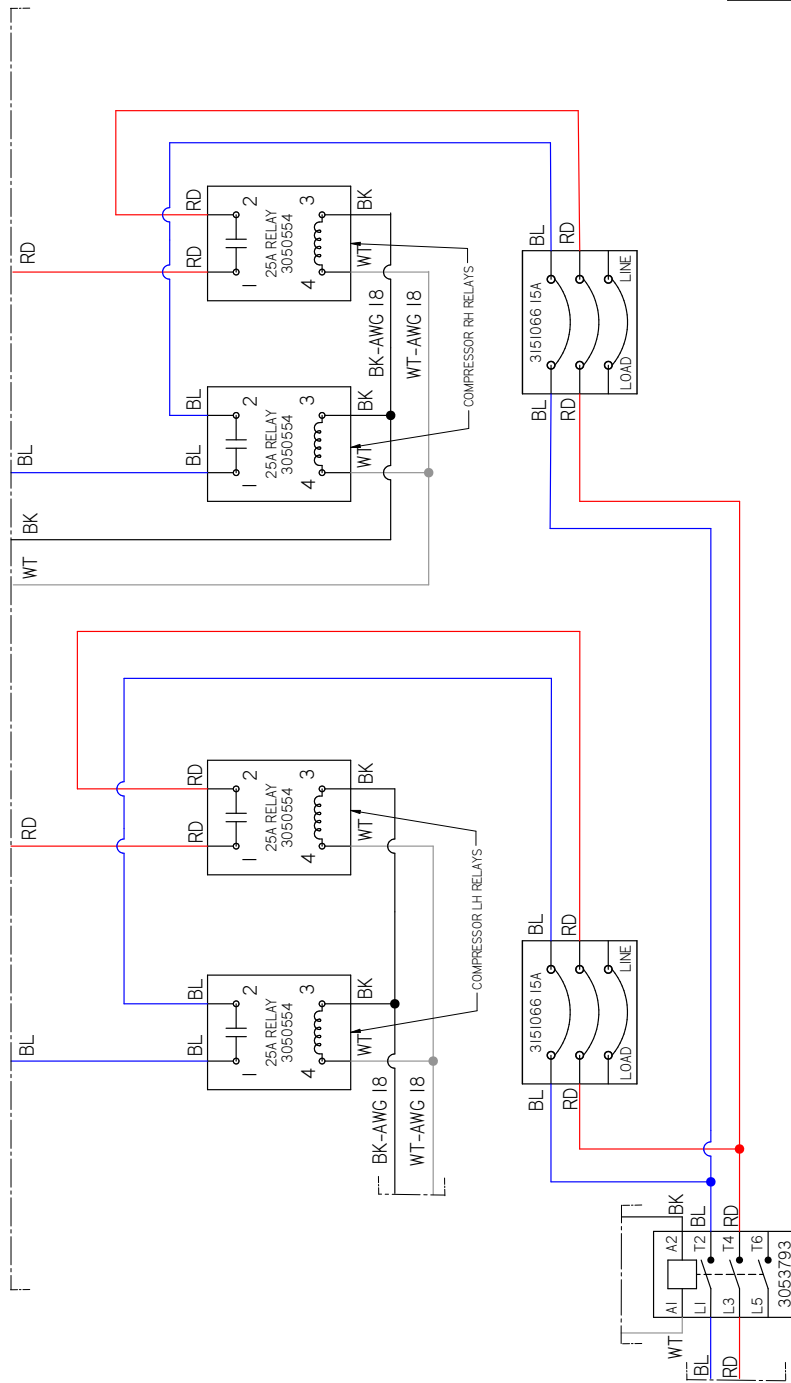 RD
RD
RD
2
1
25A RELAY
3050554
3
4
BK
WT
BK-AWG 18
WT-AWG 18
COMPRESSOR RH RELAYS
BL
BL
BL
2
1
25A RELAY
3050554
3
4
BK
WT
BK
WT
BL
RD
3151066 15A
LINE
LOAD
BL
RD
RD
RD
RD
2
1
25A RELAY
3050554
3
4
BK
WT
COMPRESSOR LH RELAYS
BL
BL
BL
2
1
25A RELAY
3050554
3
4
BK
WT
BK-AWG 18
WT-AWG 18
BL
RD
3151066 15A
LINE
LOAD
BL
RD
BK
BL
RD
A2
T2
T4
T6
A1
L1
L3
L5
3053793
WT
BL
RD